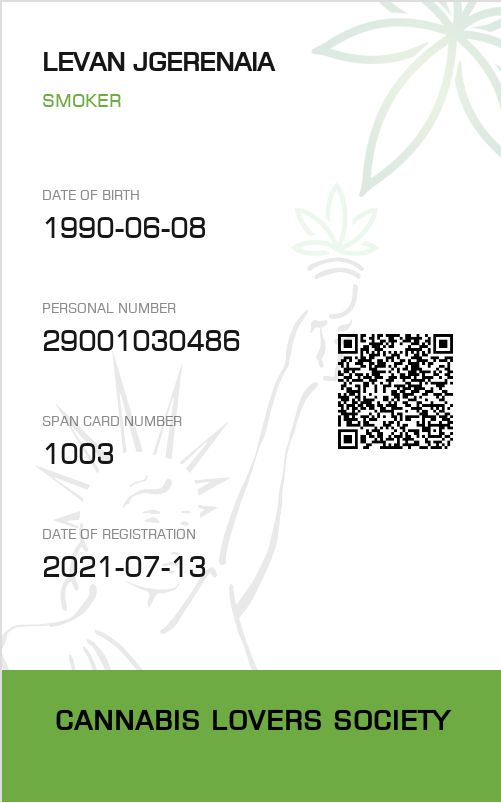 LEVAN JGERENAIA
SMOKER
DATE OF BIRTH
1990-06-08
PERSONAL NUMBER
29001030486
SPAN CARD NUMBER
1003
DATE OF REGISTRATION
2021-07-13
CANNABIS LOVERS SOCIETY